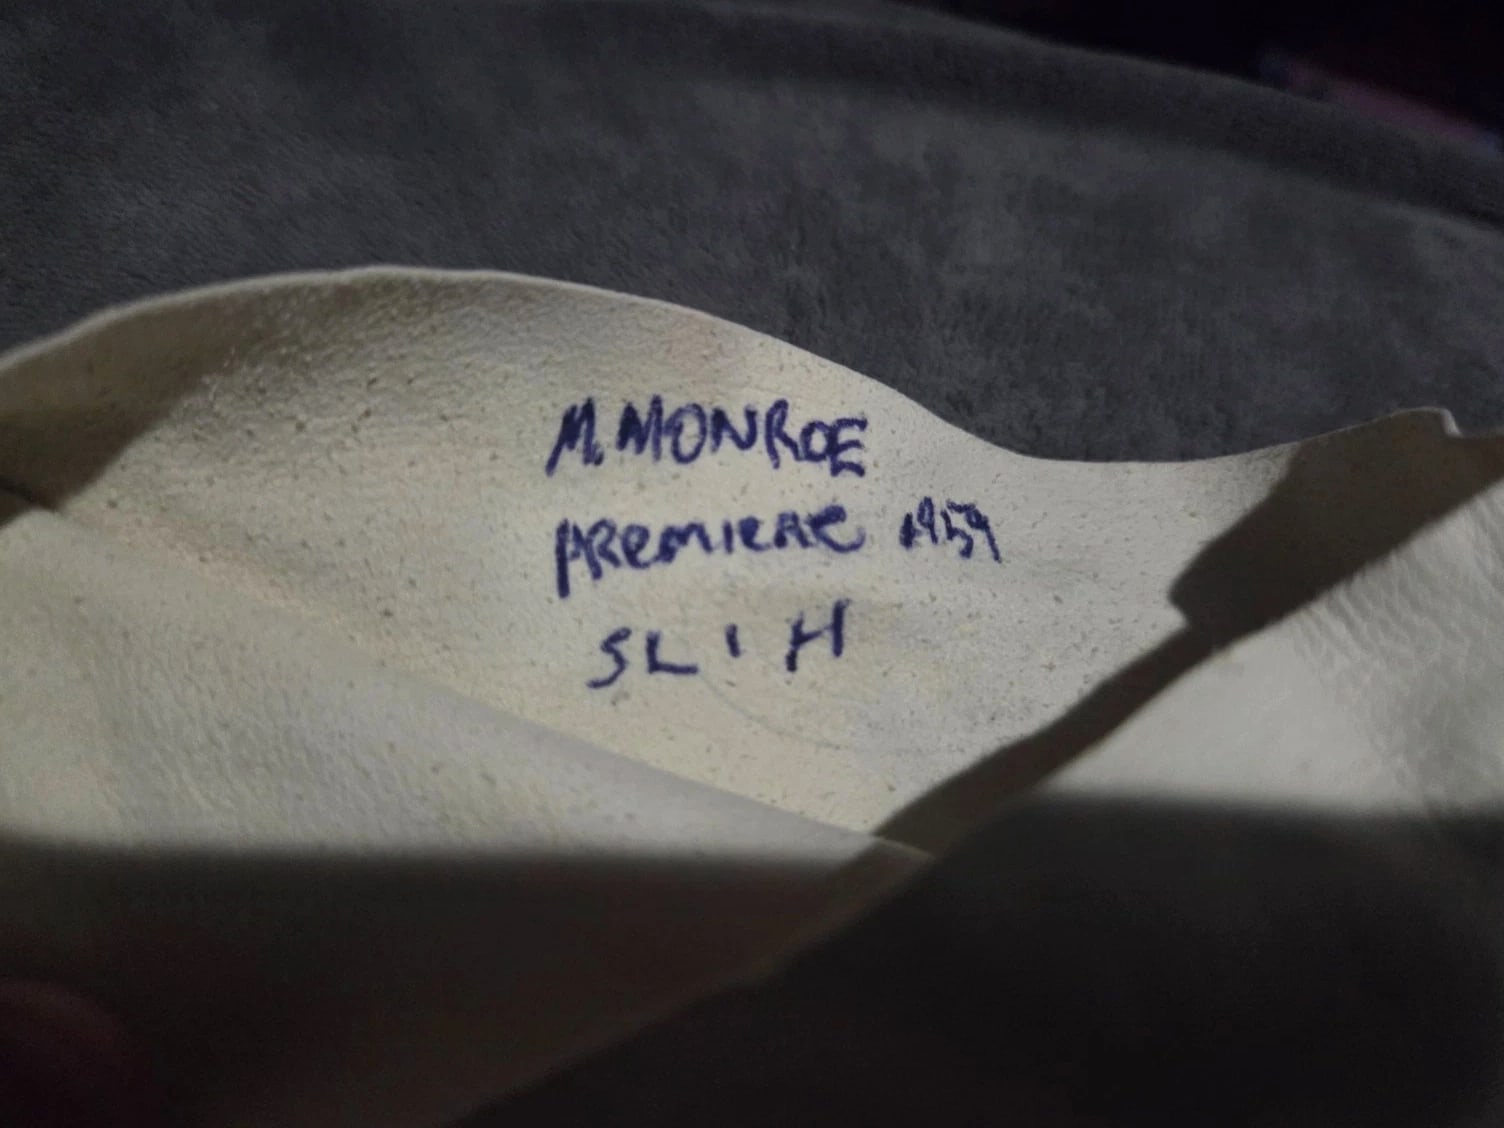 M. MONROE
PREMIERE 1959
SL I H